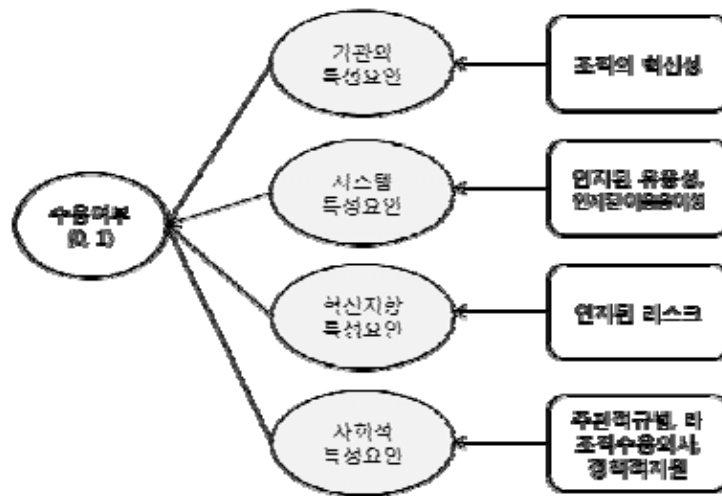 기관의
특성요인
조직의 혁신성
수용여부
(0, 1)
시스템
특성요인
인지된 유용성,
인지된이용용이성
혁신저항
특성요인
인지된 리스크
사회적
특성요인
주관적규범, 타
조직수용의사,
정책적지원